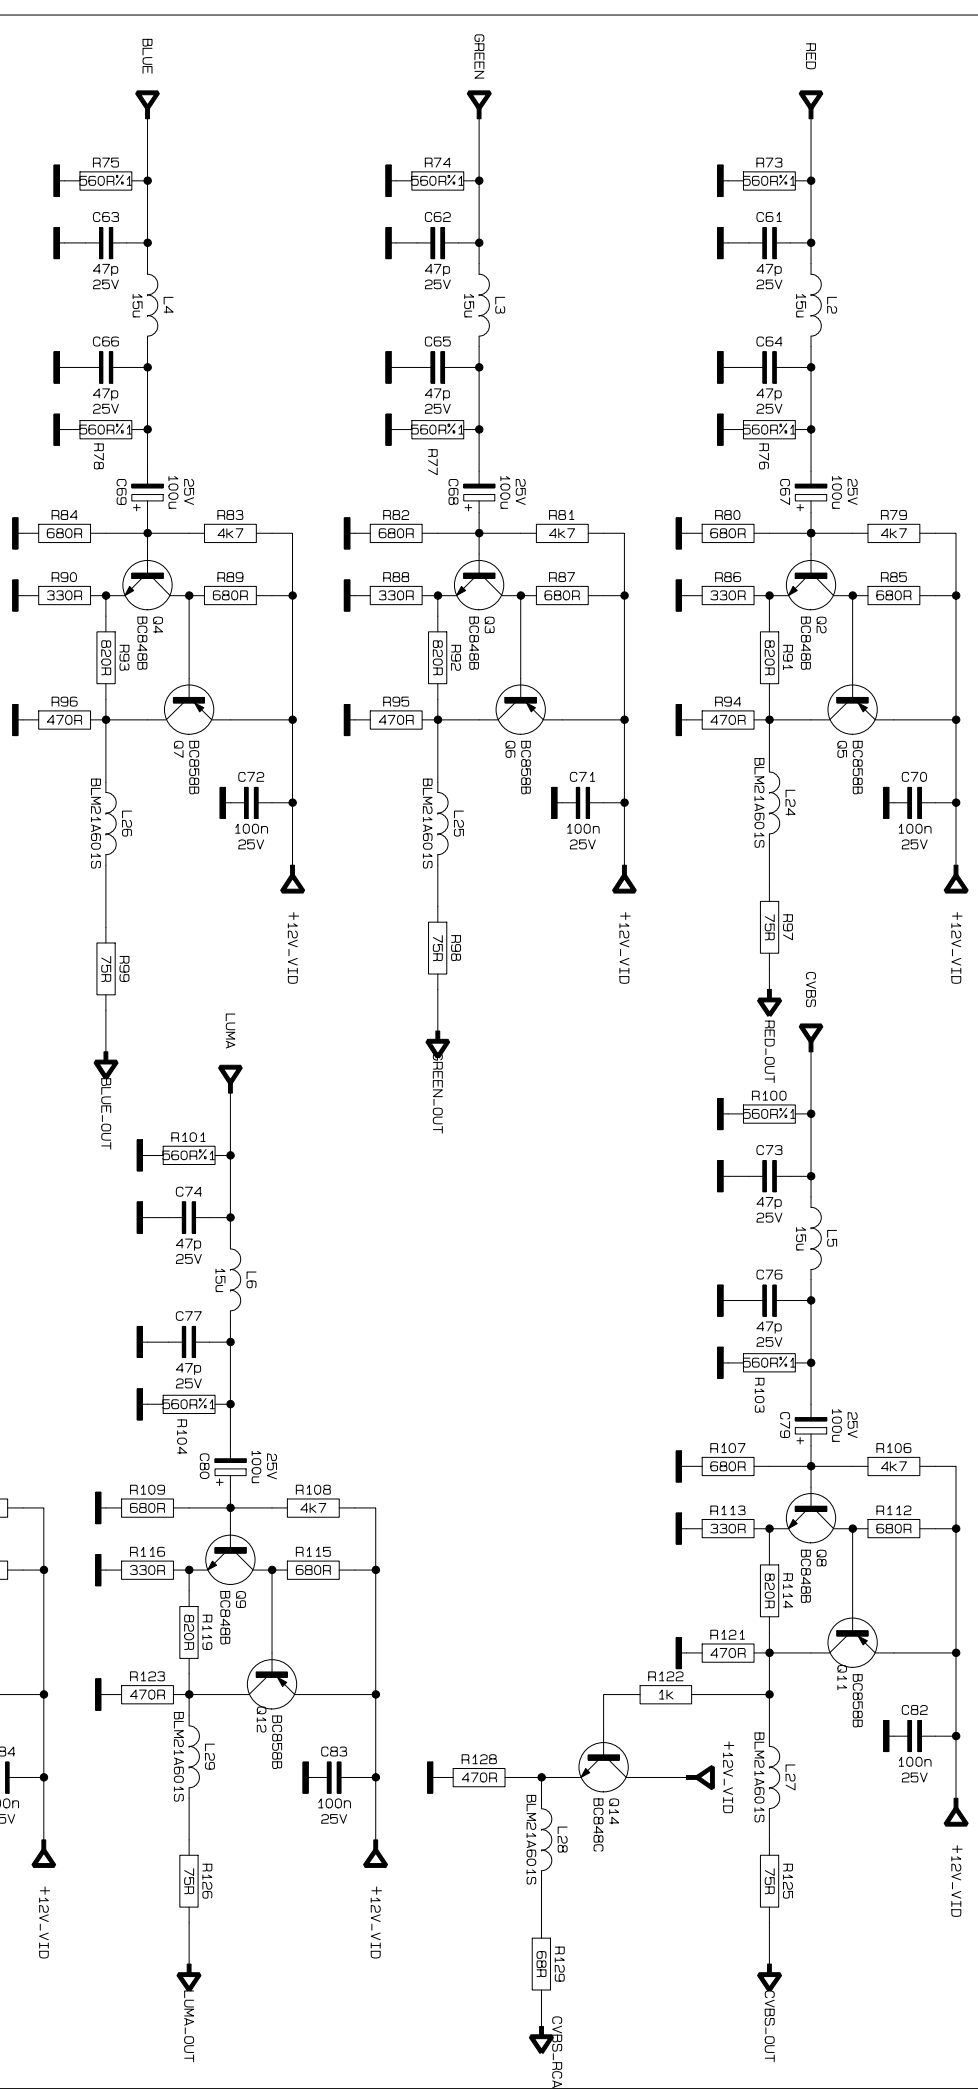 BLUE
R75
560R%1
C63
47p
25V
L4
15u
C66
47p
25V
560R%1
R78
C69
100u
25V
+
R84
680R
R83
4k7
R90
330R
R89
680R
Q4
BC848B
R93
820R
R96
470R
Q7
BC858B
C72
100n
25V
L26
BLM21A601S
+12V_VID
R99
75R
BLUE_OUT
GREEN
R74
560R%1
C62
47p
25V
L3
15u
C65
47p
25V
560R%1
R77
C68
100u
25V
+
R82
680R
R81
4k7
R88
330R
R87
680R
Q3
BC848B
R92
820R
R95
470R
Q6
BC858B
C71
100n
25V
L25
BLM21A601S
+12V_VID
R98
75R
GREEN_OUT
RED
R73
560R%1
C61
47p
25V
L2
15u
C64
47p
25V
560R%1
R76
C67
100u
25V
+
R80
680R
R79
4k7
R86
330R
R85
680R
Q2
BC848B
R91
820R
R94
470R
Q5
BC858B
C70
100n
25V
L24
BLM21A601S
+12V_VID
R97
75R
RED_OUT
LUMA
R101
560R%1
C74
47p
25V
L6
15u
C77
47p
25V
560R%1
R104
C80
100u
25V
+
R109
680R
R108
4k7
R116
330R
R115
680R
Q9
BC848B
R119
820R
R123
470R
Q12
BC858B
C83
100n
25V
L29
BLM21A601S
+12V_VID
R126
75R
LUMA_OUT
CVBS
R100
560R%1
C73
47p
25V
L5
15u
C76
47p
25V
560R%1
R103
C79
100u
25V
+
R107
680R
R106
4k7
R113
330R
R112
680R
Q8
BC848B
R114
820R
R121
470R
Q11
BC858B
R122
1k
C82
100n
25V
L27
BLM21A601S
+12V_VID
R125
75R
CVBS_OUT
+12V_VID
R128
470R
Q14
BC848C
L28
BLM21A601S
R129
68R
CVBS_RCA
84
00n
5V
+12V_VID